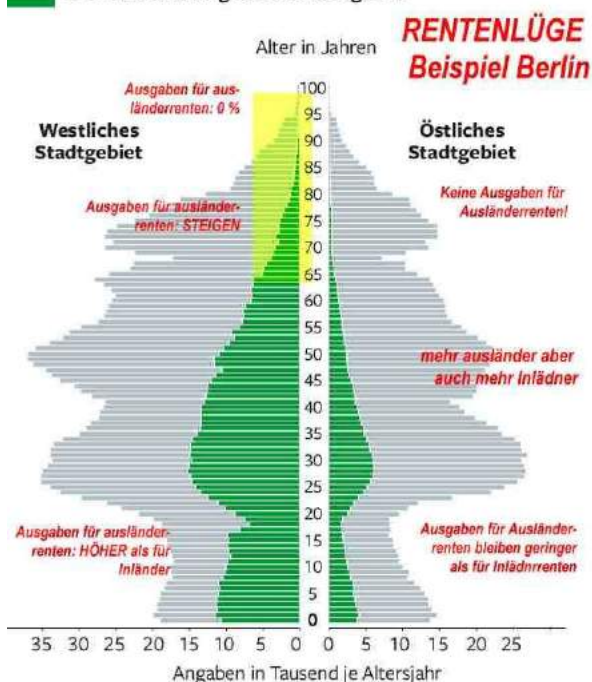 RENTENLÜGE
Beispiel Berlin
Alter in Jahren
Ausgaben für aus-
länderrenten: 0 %
Westliches
Stadtgebiet
Östliches
Stadtgebiet
Ausgaben für ausländer-
renten: STEIGEN
Keine Ausgaben für
Ausländerrenten!
mehr ausländer aber
auch mehr Inlädner
Ausgaben für ausländer-
renten: HÖHER als für
Inländer
Ausgaben für Ausländer-
renten bleiben geringer
als für Inlädnrrenten
100
95
90
85
80
75
70
65
60
55
50
45
40
35
30
25
20
15
10
5
0
35 30 25 20 15 10 5 0 0 5 10 15 20 25
Angaben in Tausend je Altersjahr